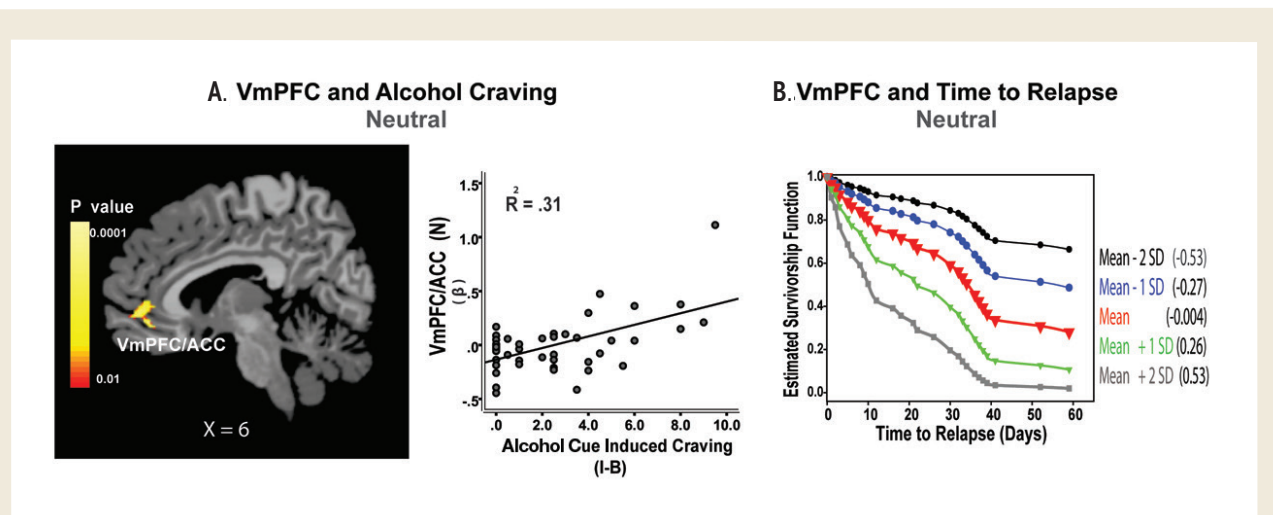 A. VmPFC and Alcohol Craving
Neutral
P value
0.0001
0.01
VmPFC/ACC
X = 6
VmPFC/ACC (N)
(β)
1.5
1.0
.5
.0
-.5
R² = .31
.0 2.0 4.0 6.0 8.0 10.0
Alcohol Cue Induced Craving
(I-B)
B. VmPFC and Time to Relapse
Neutral
Estimated Survivorship Function
1.0
0.8
0.6
0.4
0.2
0.0
0 10 20 30 40 50 60
Time to Relapse (Days)
Mean - 2 SD (-0.53)
Mean - 1 SD (-0.27)
Mean (-0.004)
Mean + 1 SD (0.26)
Mean + 2 SD (0.53)